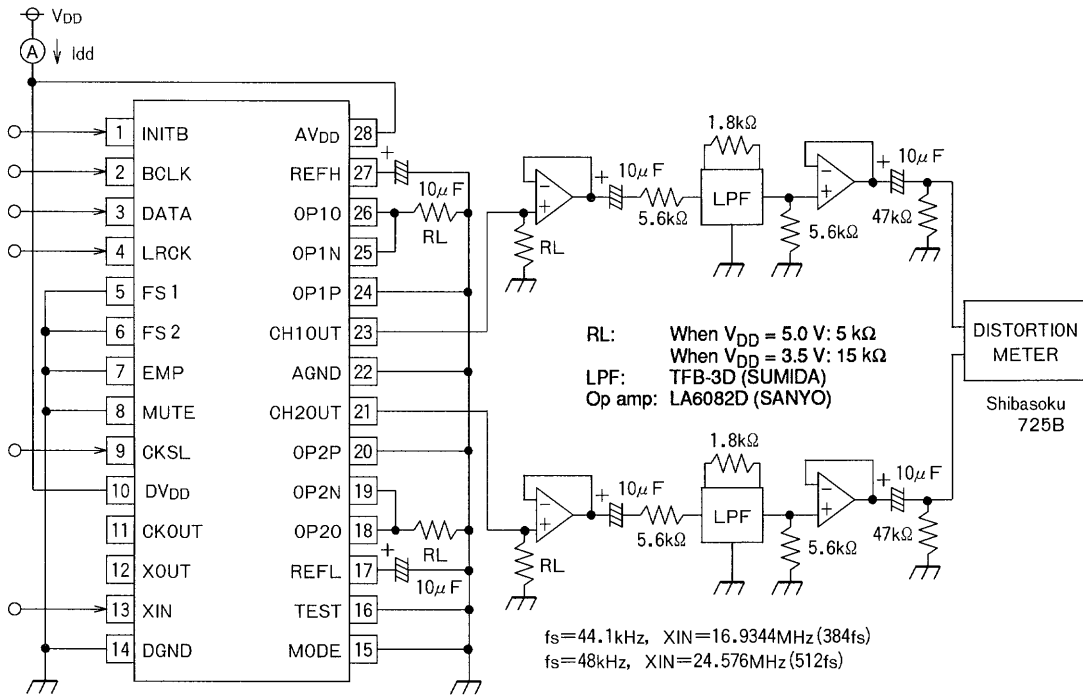 VDD
A ↓ Idd
1 INITB
2 BCLK
3 DATA
4 LRCK
5 FS1
6 FS2
7 EMP
8 MUTE
9 CKSL
10 DVDD
11 CKOUT
12 XOUT
13 XIN
14 DGND
AVDD 28
REFH 27
OP1O 26
OP1N 25
OP1P 24
CH1OUT 23
AGND 22
CH2OUT 21
OP2P 20
OP2N 19
OP2O 18
REFL 17
TEST 16
MODE 15
+
10μF
RL
RL
+
10μF
−
+
RL
+
10μF
5.6kΩ
1.8kΩ
LPF
5.6kΩ
−
+
+
10μF
47kΩ
RL: When VDD = 5.0 V: 5 kΩ
When VDD = 3.5 V: 15 kΩ
LPF: TFB-3D (SUMIDA)
Op amp: LA6082D (SANYO)
DISTORTION
METER
Shibasoku
725B
−
+
RL
+
10μF
5.6kΩ
1.8kΩ
LPF
5.6kΩ
−
+
+
10μF
47kΩ
fs=44.1kHz, XIN=16.9344MHz(384fs)
fs=48kHz, XIN=24.576MHz(512fs)